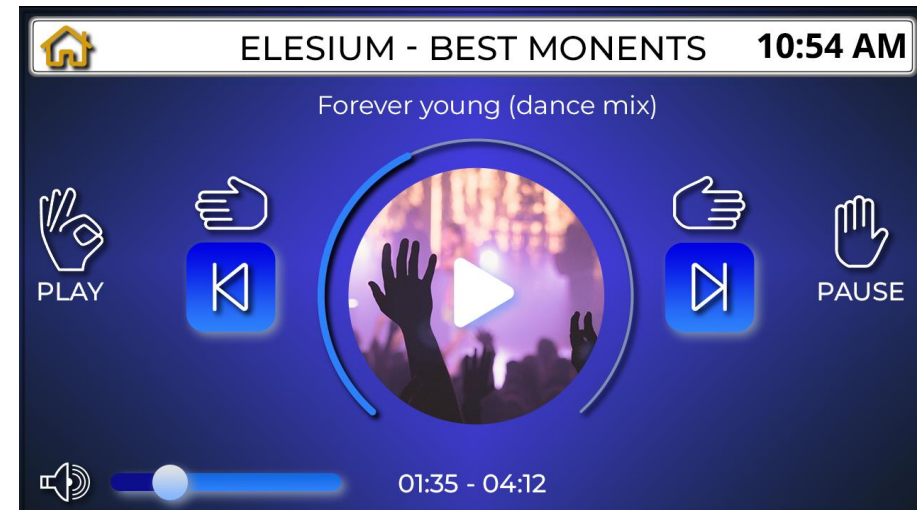 ELESIUM - BEST MONENTS 10:54 AM
Forever young (dance mix)
PLAY
PAUSE
01:35 - 04:12